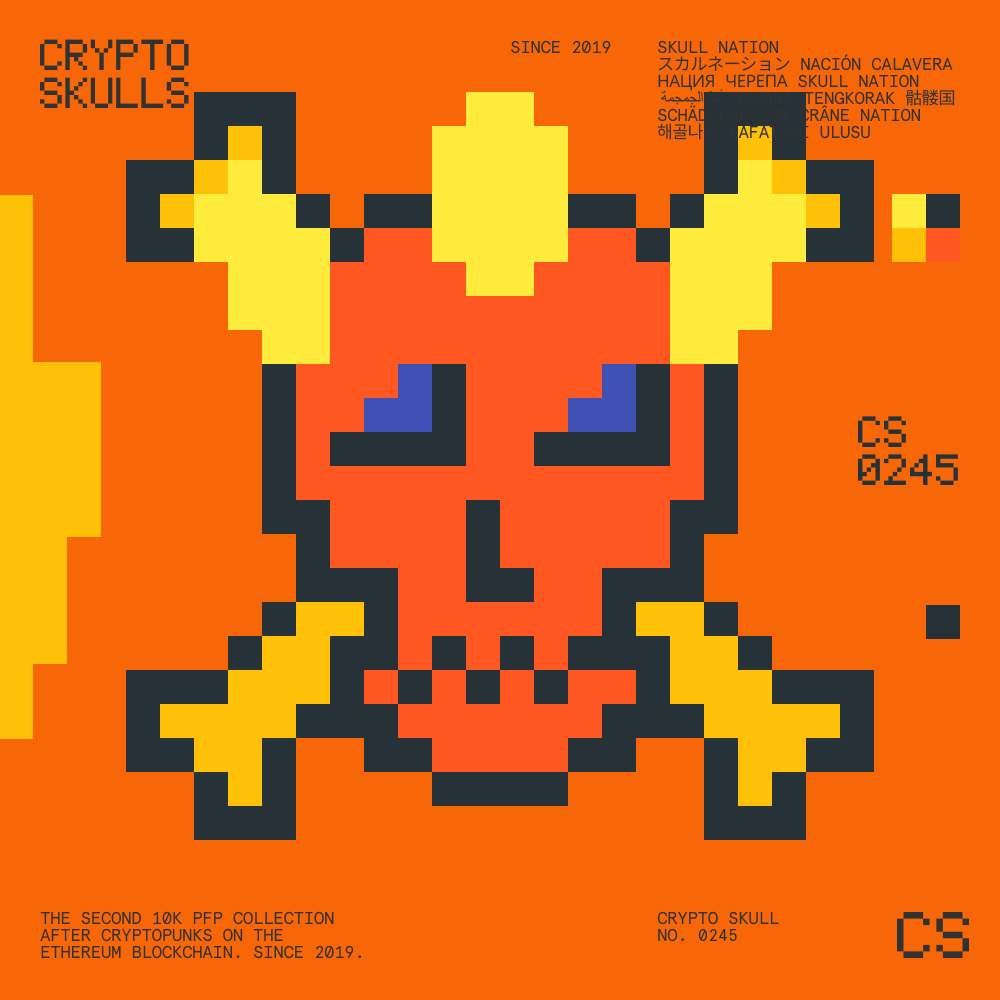 CRYPTO
SKULLS
SINCE 2019
SKULL NATION
スカルネーション NACIÓN CALAVERA
НАЦИЯ ЧЕРЕПА SKULL NATION
TENGKORAK 骷髅国
CRÂNE NATION
해골나 ULUSU
CS
0245
THE SECOND 10K PFP COLLECTION
AFTER CRYPTOPUNKS ON THE
ETHEREUM BLOCKCHAIN. SINCE 2019.
CRYPTO SKULL
NO. 0245
CS